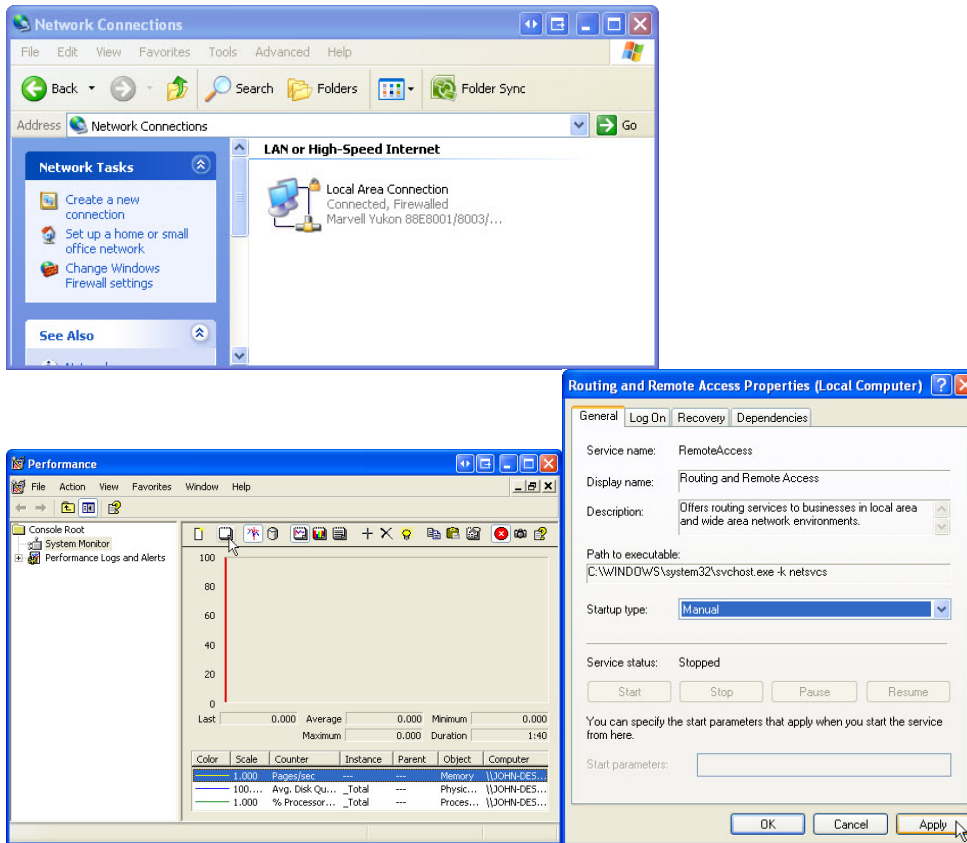 Network Connections
File Edit View Favorites Tools Advanced Help
Back Search Folders Folder Sync
Address Network Connections Go
Network Tasks
Create a new
connection
Set up a home or small
office network
Change Windows
Firewall settings
See Also
LAN or High-Speed Internet
Local Area Connection
Connected, Firewalled
Marvell Yukon 88E8001/8003/...
Performance
File Action View Favorites Window Help
Console Root
System Monitor
Performance Logs and Alerts
100
80
60
40
20
0
Last 0.000 Average 0.000 Minimum 0.000
Maximum 0.000 Duration 1:40
Color Scale Counter Instance Parent Object Computer
1.000 Pages/sec --- --- Memory \\JOHN-DES...
100.... Avg. Disk Qu... _Total --- Physic... \\JOHN-DES...
1.000 % Processor... _Total --- Proces... \\JOHN-DES...
Routing and Remote Access Properties (Local Computer)
General Log On Recovery Dependencies
Service name: RemoteAccess
Display name: Routing and Remote Access
Description: Offers routing services to businesses in local area
and wide area network environments.
Path to executable:
C:\WINDOWS\system32\svchost.exe -k netsvcs
Startup type: Manual
Service status: Stopped
Start Stop Pause Resume
You can specify the start parameters that apply when you start the service
from here.
Start parameters:
OK Cancel Apply